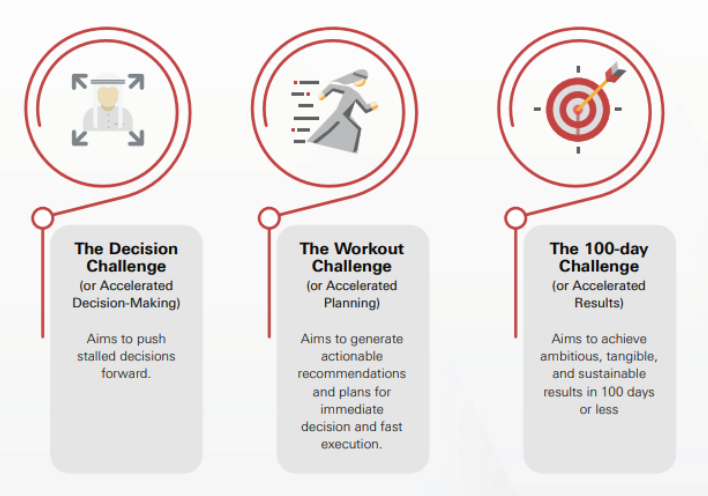 The Decision
Challenge
(or Accelerated
Decision-Making)
Aims to push
stalled decisions
forward.
The Workout
Challenge
(or Accelerated
Planning)
Aims to generate
actionable
recommendations
and plans for
immediate
decision and fast
execution.
The 100-day
Challenge
(or Accelerated
Results)
Aims to achieve
ambitious, tangible,
and sustainable
results in 100 days
or less